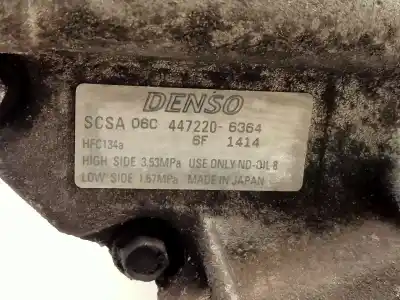 DENSO
SCSA 06C 447220-6364
HFC134a 6F 1414
HIGH SIDE 3.53MPa USE ONLY ND-OIL 8
LOW SIDE 1.67MPa MADE IN JAPAN